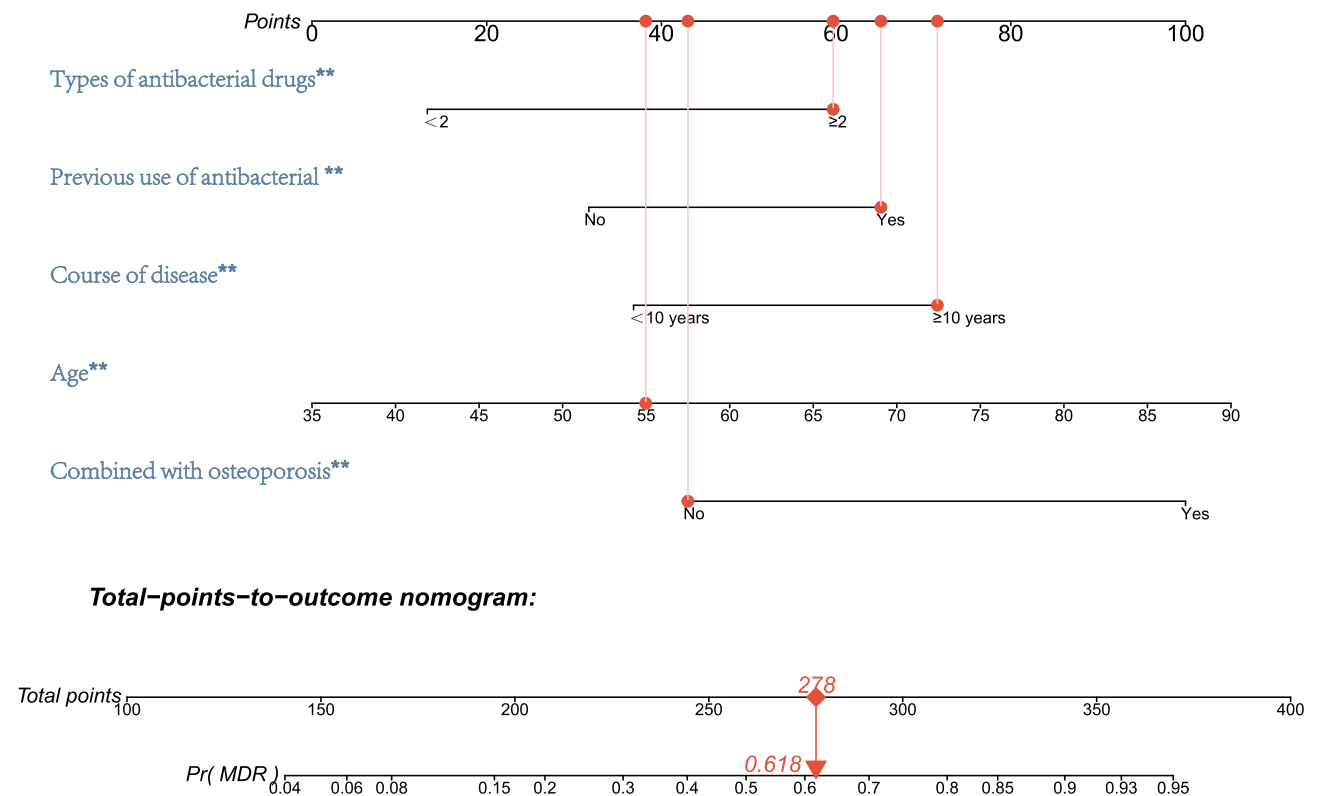 Points
0 20 40 60 80 100
Types of antibacterial drugs**
<2 ≥2
Previous use of antibacterial **
No Yes
Course of disease**
<10 years ≥10 years
Age**
35 40 45 50 55 60 65 70 75 80 85 90
Combined with osteoporosis**
No Yes
Total−points−to−outcome nomogram:
278
Total points
100 150 200 250 300 350 400
0.618
Pr( MDR )
0.04 0.06 0.08 0.15 0.2 0.3 0.4 0.5 0.6 0.7 0.8 0.85 0.9 0.93 0.95